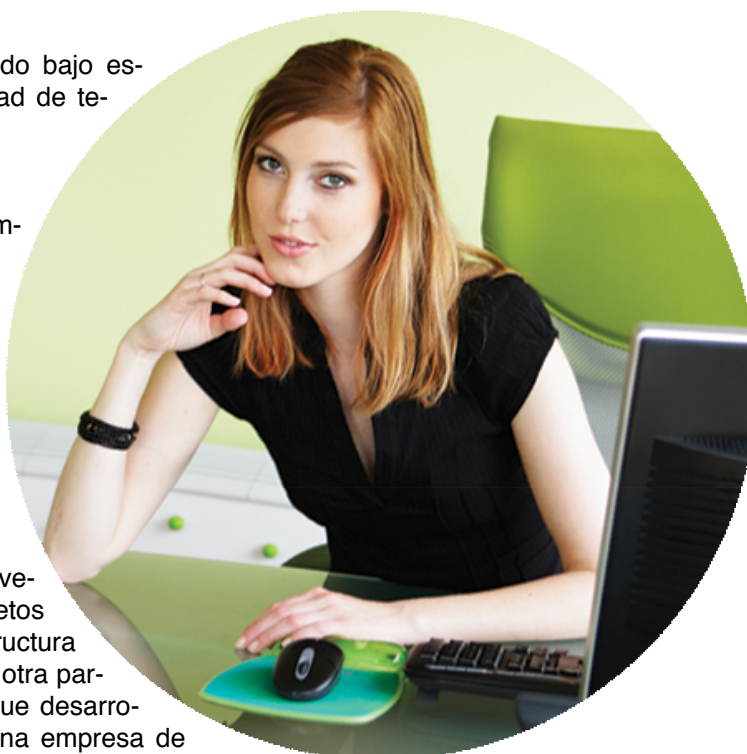 do bajo es-
ad de te-
m-
ve-
etos
ructura
otra par-
ue desarro-
na empresa de